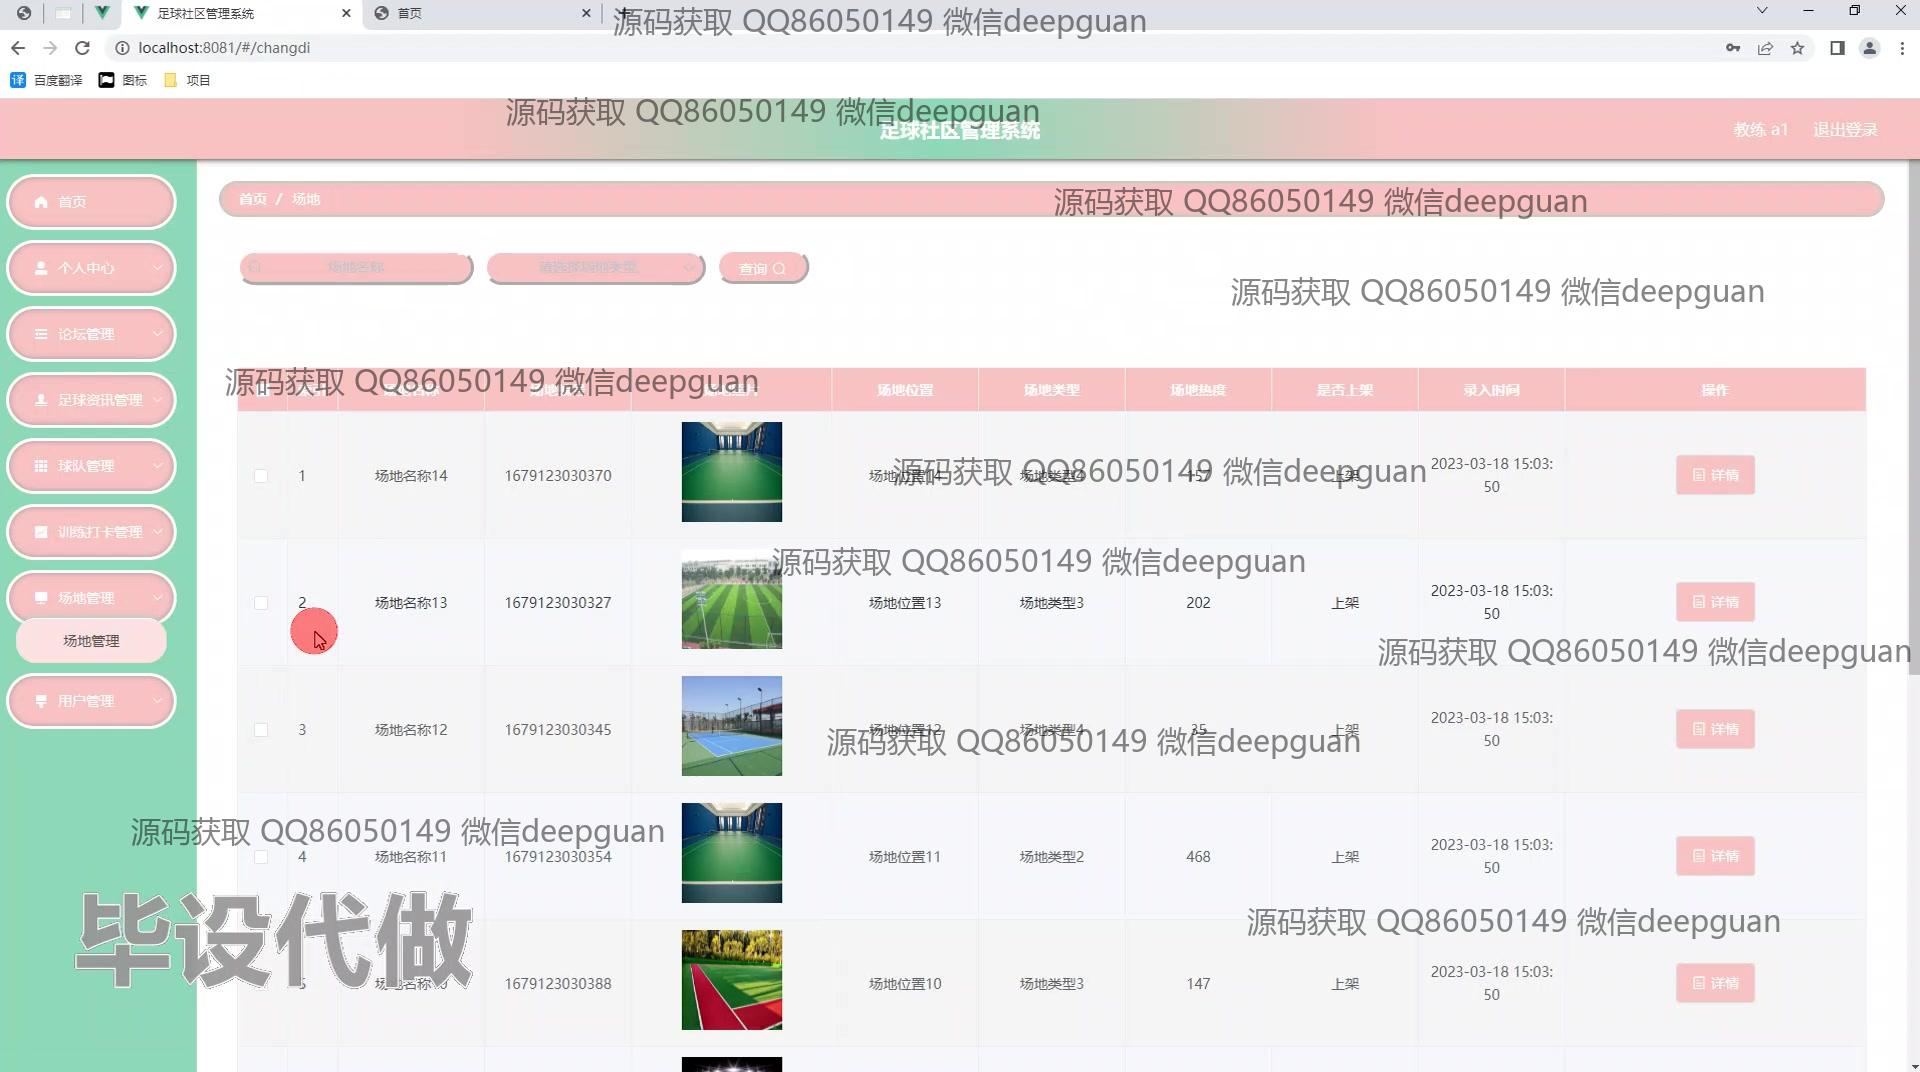 足球社区管理系统
首页
源码获取 QQ86050149 微信deepguan
localhost:8081/#/changdi
百度翻译
图标
项目
源码获取 QQ86050149 微信deepguan
足球社区管理系统
教练 a1
退出登录
首页
首页 / 场地
源码获取 QQ86050149 微信deepguan
个人中心
场地名称
请选择场地类型
查询
源码获取 QQ86050149 微信deepguan
论坛管理
源码获取 QQ86050149 微信deepguan
场地位置
场地类型
场地热度
是否上架
录入时间
操作
足球资讯管理
球队管理
1
场地名称14
1679123030370
场地位置14
场地类型4
157
上架
2023-03-18 15:03:
50
详情
源码获取 QQ86050149 微信deepguan
训练打卡管理
源码获取 QQ86050149 微信deepguan
场地管理
2
场地名称13
1679123030327
场地位置13
场地类型3
202
上架
2023-03-18 15:03:
50
详情
场地管理
源码获取 QQ86050149 微信deepguan
用户管理
3
场地名称12
1679123030345
场地位置12
场地类型4
35
上架
2023-03-18 15:03:
50
详情
源码获取 QQ86050149 微信deepguan
源码获取 QQ86050149 微信deepguan
4
场地名称11
1679123030354
场地位置11
场地类型2
468
上架
2023-03-18 15:03:
50
详情
源码获取 QQ86050149 微信deepguan
毕设代做
5
场地名称10
1679123030388
场地位置10
场地类型3
147
上架
2023-03-18 15:03:
50
详情